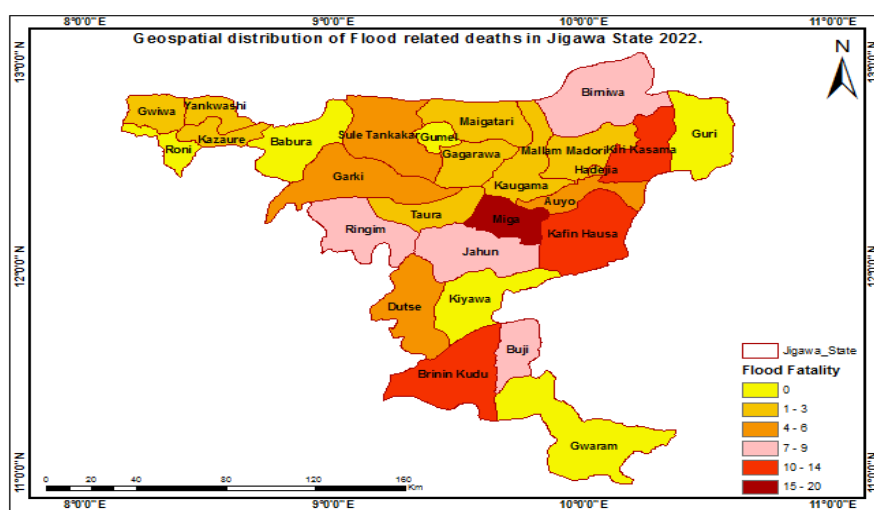 8°0'0"E 9°0'0"E 10°0'0"E 11°0'0"E
Geospatial distribution of Flood related deaths in Jigawa State 2022.
N
13°0'0"N 13°0'0"N
Birniwa
Gwiwa Yankwashi
Maigatari
Guri
Roni Kazaure Babura Sule Tankakar Gumel Mallam Madori Kiri Kasama
Gagarawa
Hadejia
Garki
Kaugama
Auyo
Taura Miga
Ringim Kafin Hausa
Jahun
12°0'0"N 12°0'0"N
Kiyawa
Dutse
Buji
Brinin Kudu
Gwaram
Jigawa_State
Flood Fatality
0
1 - 3
4 - 6
7 - 9
10 - 14
15 - 20
11°0'0"N 11°0'0"N
0 20 40 80 120 160
Km
8°0'0"E 9°0'0"E 10°0'0"E 11°0'0"E